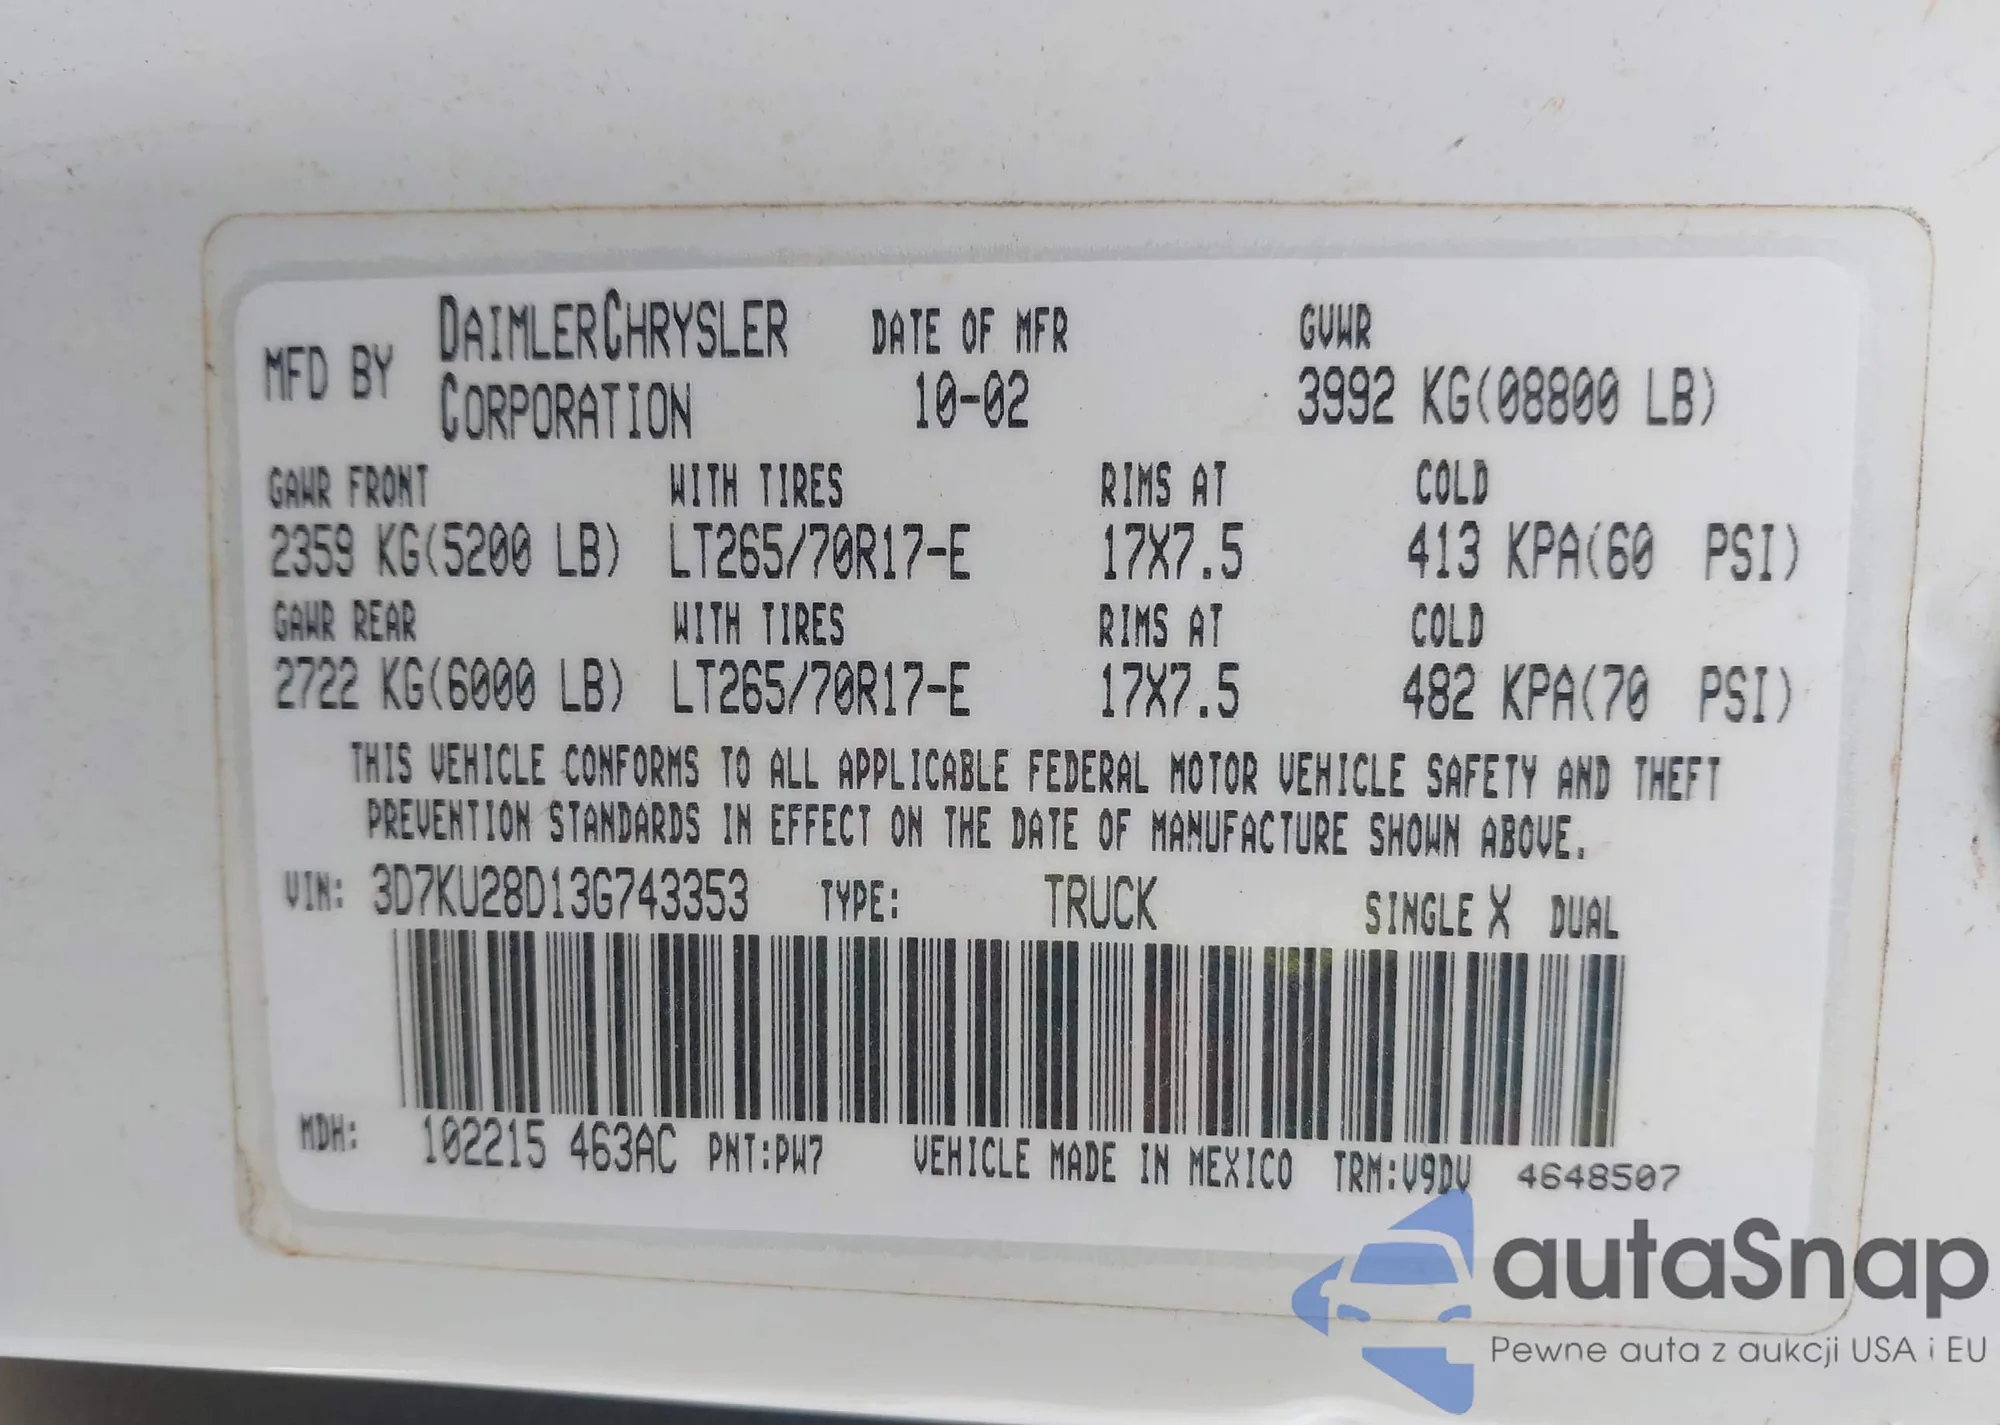 MFD BY DAIMLERCHRYSLER CORPORATION DATE OF MFR 10-02 GVWR 3992 KG(08800 LB)
GAWR FRONT WITH TIRES RIMS AT COLD
2359 KG(5200 LB) LT265/70R17-E 17X7.5 413 KPA(60 PSI)
GAWR REAR WITH TIRES RIMS AT COLD
2722 KG(6000 LB) LT265/70R17-E 17X7.5 482 KPA(70 PSI)
THIS VEHICLE CONFORMS TO ALL APPLICABLE FEDERAL MOTOR VEHICLE SAFETY AND THEFT
PREVENTION STANDARDS IN EFFECT ON THE DATE OF MANUFACTURE SHOWN ABOVE.
VIN: 3D7KU28D13G743353 TYPE: TRUCK SINGLE X DUAL
MDH: 102215 463AC PNT:PW7 VEHICLE MADE IN MEXICO TRM:V9DV 4648507
autaSnap
Pewne auta z aukcji USA i EU